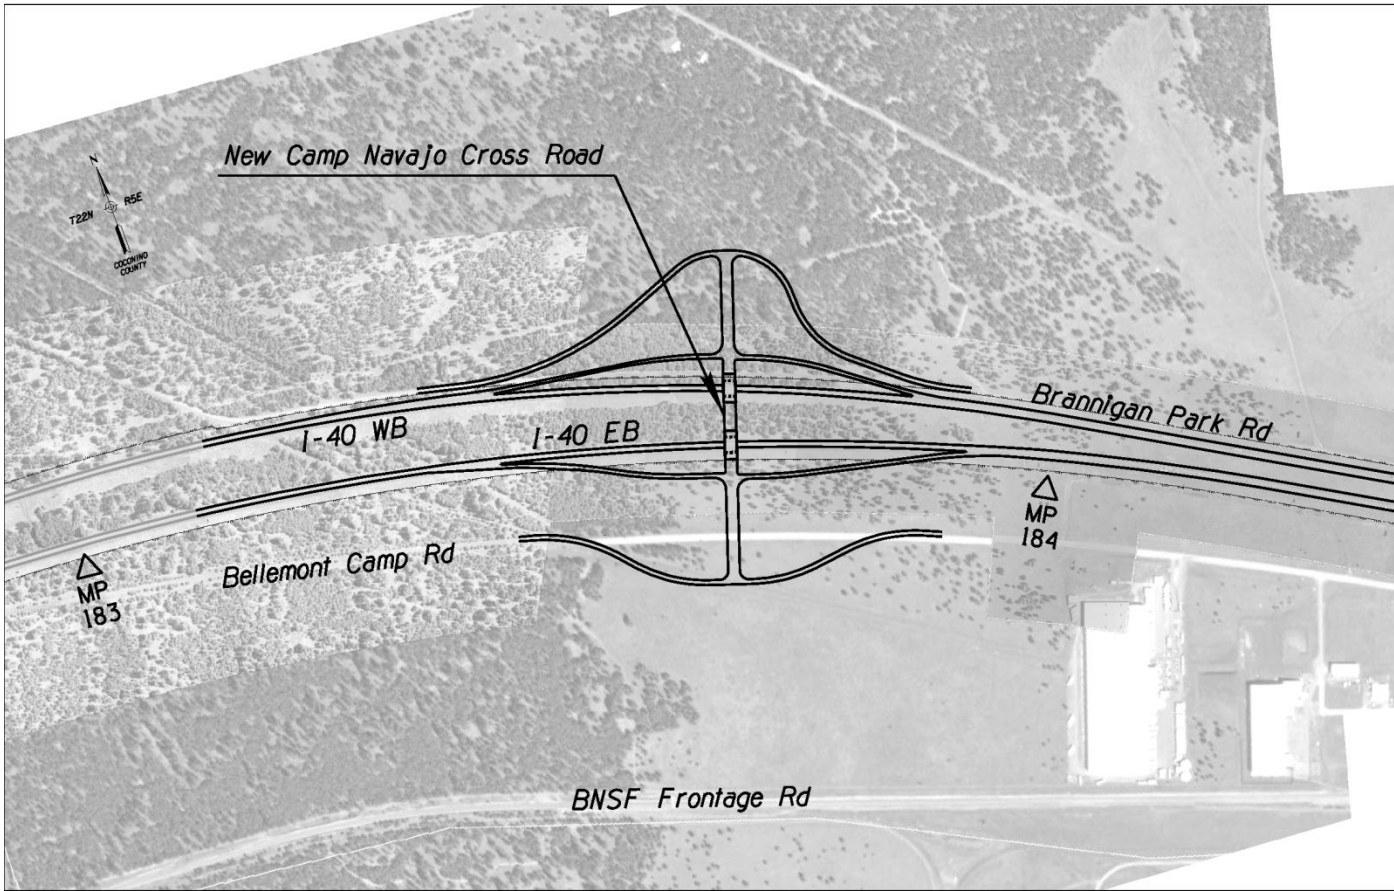 New Camp Navajo Cross Road
N
T22N
R5E
COCONINO
COUNTY
Brannigan Park Rd
I-40 WB
I-40 EB
MP
184
Bellemont Camp Rd
MP
183
BNSF Frontage Rd